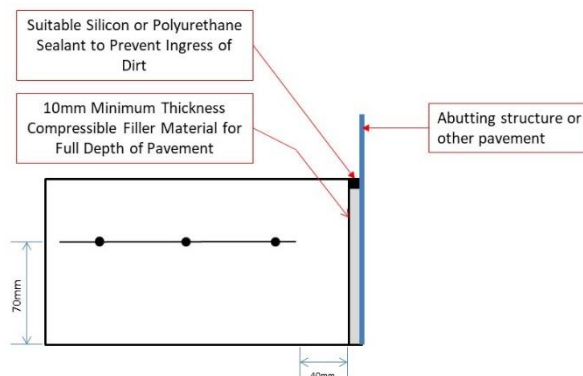 Suitable Silicon or Polyurethane
Sealant to Prevent Ingress of
Dirt
10mm Minimum Thickness
Compressible Filler Material for
Full Depth of Pavement
Abutting structure or
other pavement
70mm
40mm